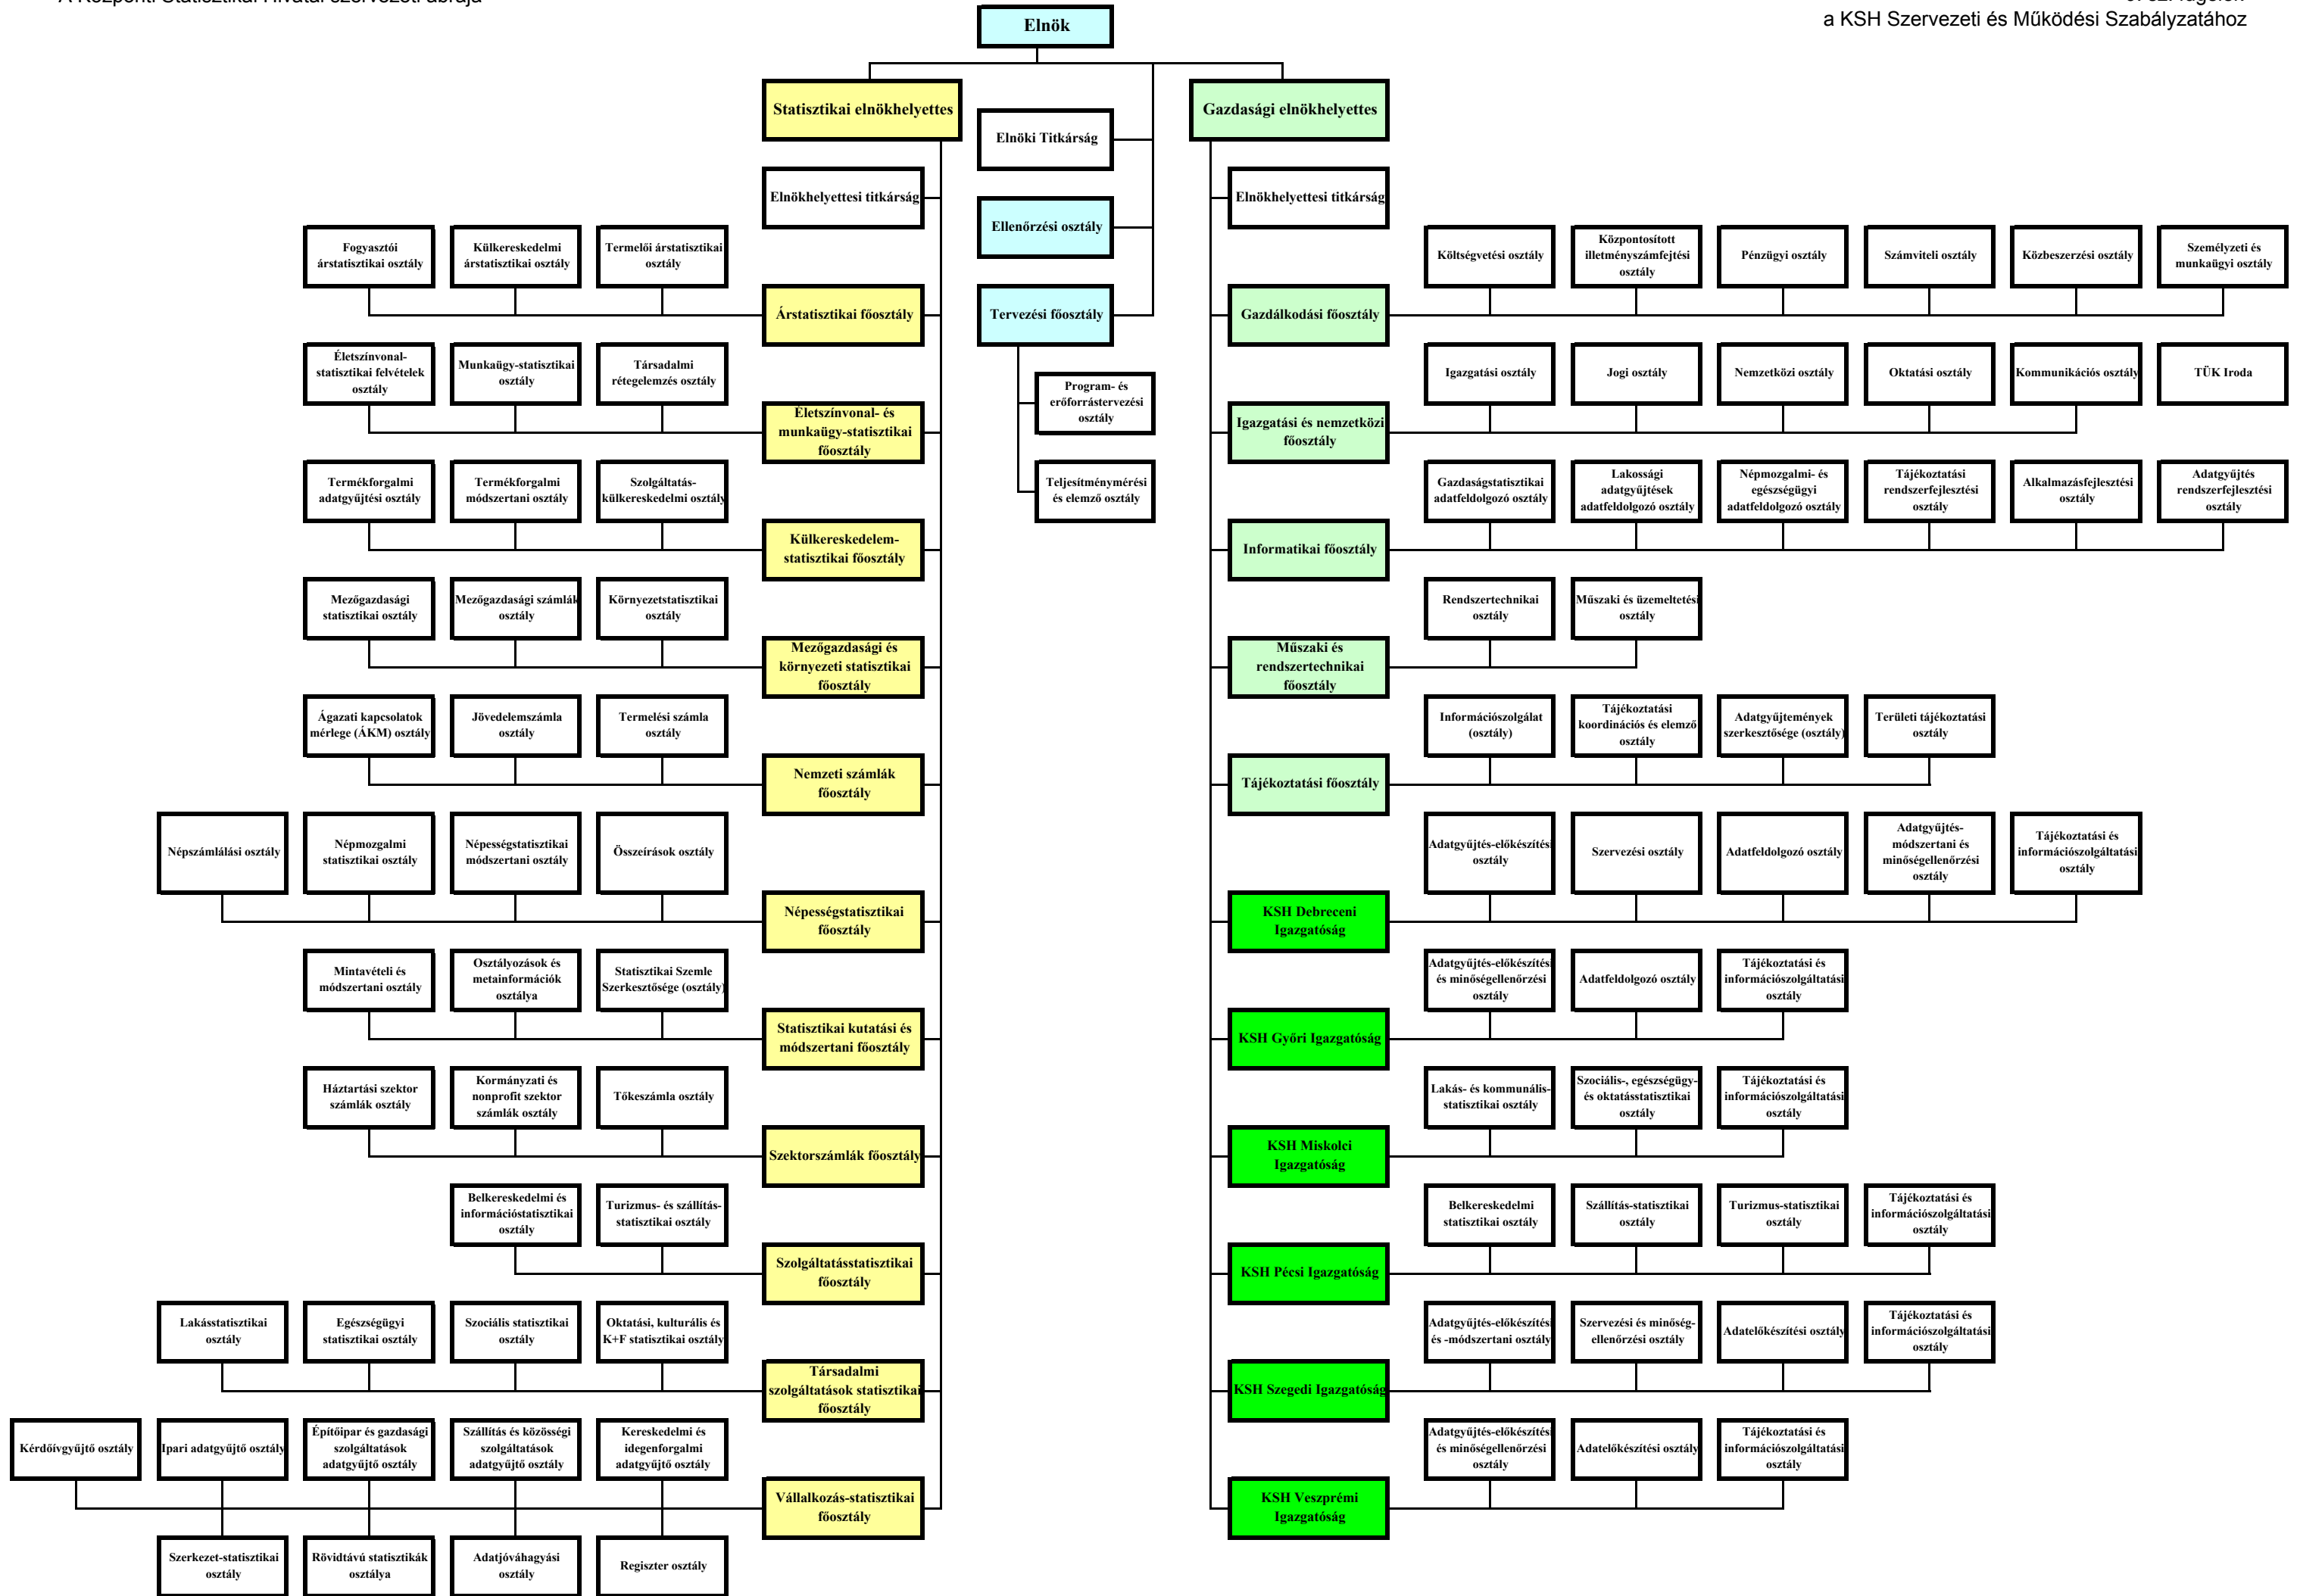 A Központi Statisztikai Hivatal szervezeti ábrája
a KSH Szervezeti és Működési Szabályzatához
Elnök
Statisztikai elnökhelyettes
Gazdasági elnökhelyettes
Elnöki Titkárság
Ellenőrzési osztály
Tervezési főosztály
Program- és
erőforrástervezési
osztály
Teljesítménymérési
és elemző osztály
Elnökhelyettesi titkárság
Fogyasztói
árstatisztikai osztály
Külkereskedelmi
árstatisztikai osztály
Termelői árstatisztikai
osztály
Árstatisztikai főosztály
Életszínvonal-
statisztikai felvételek
osztály
Munkaügy-statisztikai
osztály
Társadalmi
rétegelemzés osztály
Életszínvonal- és
munkaügy-statisztikai
főosztály
Termékforgalmi
adatgyűjtési osztály
Termékforgalmi
módszertani osztály
Szolgáltatás-
külkereskedelmi osztály
Külkereskedelem-
statisztikai főosztály
Mezőgazdasági
statisztikai osztály
Mezőgazdasági számlák
osztály
Környezetstatisztikai
osztály
Mezőgazdasági és
környezeti statisztikai
főosztály
Ágazati kapcsolatok
mérlege (ÁKM) osztály
Jövedelemszámla
osztály
Termelési számla
osztály
Nemzeti számlák
főosztály
Népszámlálási osztály
Népmozgalmi
statisztikai osztály
Népességstatisztikai
módszertani osztály
Összeírások osztály
Népességstatisztikai
főosztály
Mintavételi és
módszertani osztály
Osztályozások és
metainformációk
osztálya
Statisztikai Szemle
Szerkesztősége (osztály)
Statisztikai kutatási és
módszertani főosztály
Háztartási szektor
számlák osztály
Kormányzati és
nonprofit szektor
számlák osztály
Tőkeszámla osztály
Szektorszámlák főosztály
Belkereskedelmi és
információstatisztikai
osztály
Turizmus- és szállítás-
statisztikai osztály
Szolgáltatásstatisztikai
főosztály
Lakásstatisztikai
osztály
Egészségügyi
statisztikai osztály
Szociális statisztikai
osztály
Oktatási, kulturális és
K+F statisztikai osztály
Társadalmi
szolgáltatások statisztikai
főosztály
Kérdőívgyűjtő osztály
Ipari adatgyűjtő osztály
Építőipar és gazdasági
szolgáltatások
adatgyűjtő osztály
Szállítás és közösségi
szolgáltatások
adatgyűjtő osztály
Kereskedelmi és
idegenforgalmi
adatgyűjtő osztály
Vállalkozás-statisztikai
főosztály
Szerkezet-statisztikai
osztály
Rövidtávú statisztikák
osztálya
Adatjóváhagyási
osztály
Regiszter osztály
Elnökhelyettesi titkárság
Költségvetési osztály
Központosított
illetményszámfejtési
osztály
Pénzügyi osztály
Számviteli osztály
Közbeszerzési osztály
Személyzeti és
munkaügyi osztály
Gazdálkodási főosztály
Igazgatási osztály
Jogi osztály
Nemzetközi osztály
Oktatási osztály
Kommunikációs osztály
TÜK Iroda
Igazgatási és nemzetközi
főosztály
Gazdaságstatisztikai
adatfeldolgozó osztály
Lakossági
adatgyűjtések
adatfeldolgozó osztály
Népmozgalmi- és
egészségügyi
adatfeldolgozó osztály
Tájékoztatási
rendszerfejlesztési
osztály
Alkalmazásfejlesztési
osztály
Adatgyűjtés
rendszerfejlesztési
osztály
Informatikai főosztály
Rendszertechnikai
osztály
Műszaki és üzemeltetési
osztály
Műszaki és
rendszertechnikai
főosztály
Információszolgálat
(osztály)
Tájékoztatási
koordinációs és elemző
osztály
Adatgyűjtemények
szerkesztősége (osztály)
Területi tájékoztatási
osztály
Tájékoztatási főosztály
Adatgyűjtés-előkészítési
osztály
Szervezési osztály
Adatfeldolgozó osztály
Adatgyűjtés-
módszertani és
minőségellenőrzési
osztály
Tájékoztatási és
információszolgáltatási
osztály
KSH Debreceni
Igazgatóság
Adatgyűjtés-előkészítési
és minőségellenőrzési
osztály
Adatfeldolgozó osztály
Tájékoztatási és
információszolgáltatási
osztály
KSH Győri Igazgatóság
Lakás- és kommunális-
statisztikai osztály
Szociális-, egészségügy-
és oktatásstatisztikai
osztály
Tájékoztatási és
információszolgáltatási
osztály
KSH Miskolci
Igazgatóság
Belkereskedelmi
statisztikai osztály
Szállítás-statisztikai
osztály
Turizmus-statisztikai
osztály
Tájékoztatási és
információszolgáltatási
osztály
KSH Pécsi Igazgatóság
Adatgyűjtés-előkészítési
és -módszertani osztály
Szervezési és minőség-
ellenőrzési osztály
Adatelőkészítési osztály
Tájékoztatási és
információszolgáltatási
osztály
KSH Szegedi Igazgatóság
Adatgyűjtés-előkészítési
és minőségellenőrzési
osztály
Adatelőkészítési osztály
Tájékoztatási és
információszolgáltatási
osztály
KSH Veszprémi
Igazgatóság